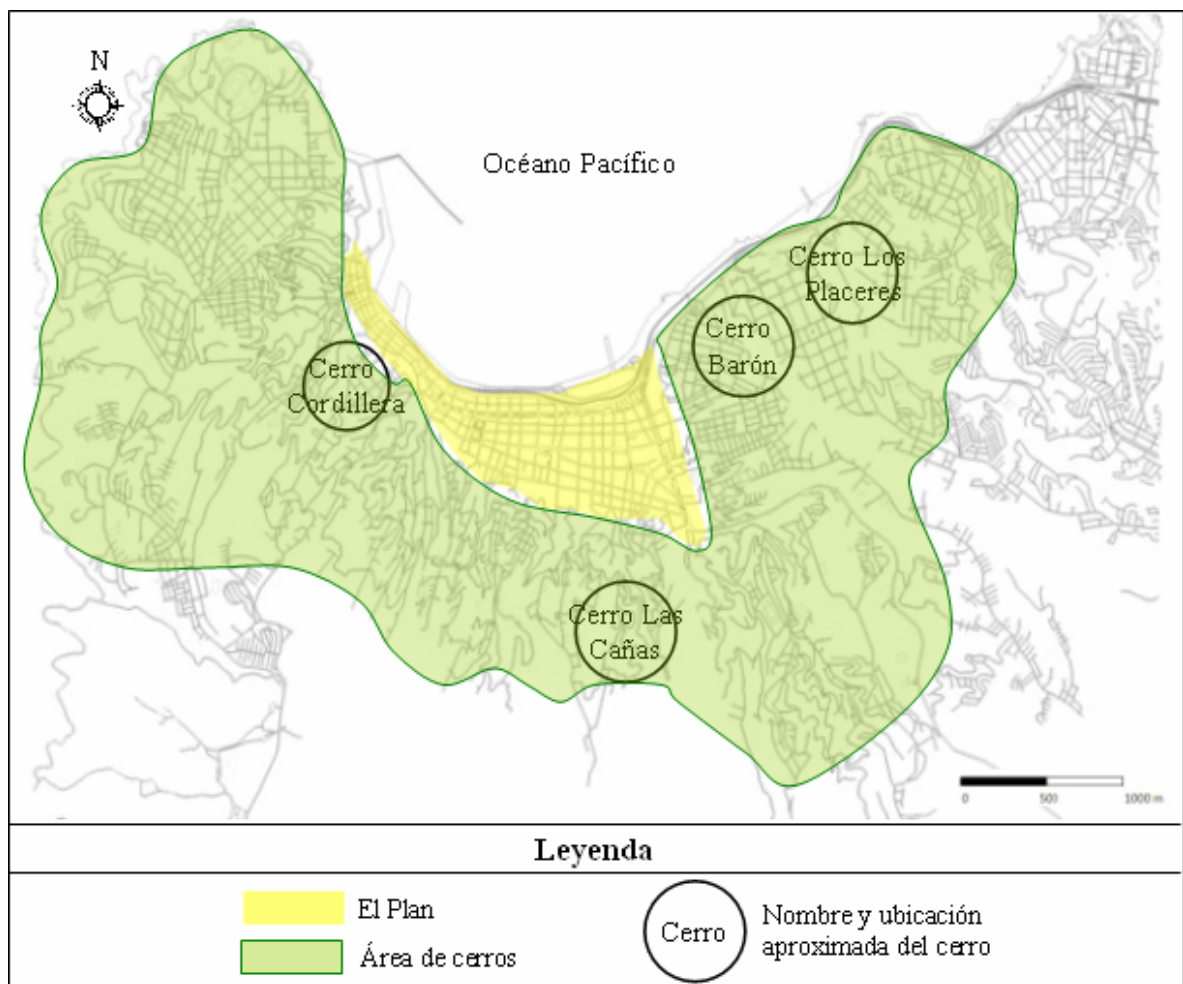 N
Océano Pacífico
Cerro Los
Placeres
Cerro
Barón
Cerro
Cordillera
Cerro Las
Cañas
0 500 1000 m
Leyenda
El Plan
Área de cerros
Cerro
Nombre y ubicación
aproximada del cerro